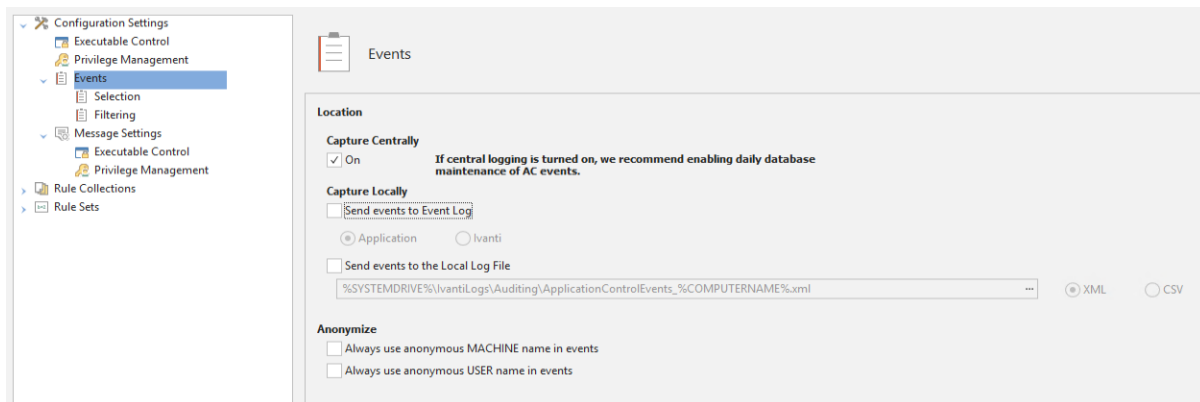 Configuration Settings
Executable Control
Privilege Management
Events
Selection
Filtering
Message Settings
Executable Control
Privilege Management
Rule Collections
Rule Sets
Events
Location
Capture Centrally
On
If central logging is turned on, we recommend enabling daily database
maintenance of AC events.
Capture Locally
Send events to Event Log
Application Ivanti
Send events to the Local Log File
%SYSTEMDRIVE%\IvantiLogs\Auditing\ApplicationControlEvents_%COMPUTERNAME%.xml ... XML CSV
Anonymize
Always use anonymous MACHINE name in events
Always use anonymous USER name in events